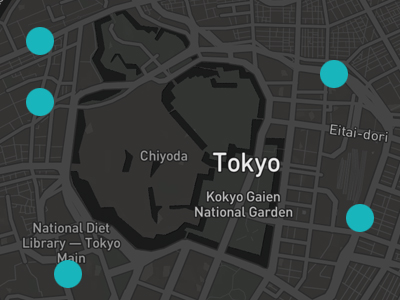 Eitai-dori
Chiyoda
Tokyo
Kokyo Gaien
National Garden
National Diet
Library — Tokyo
Main